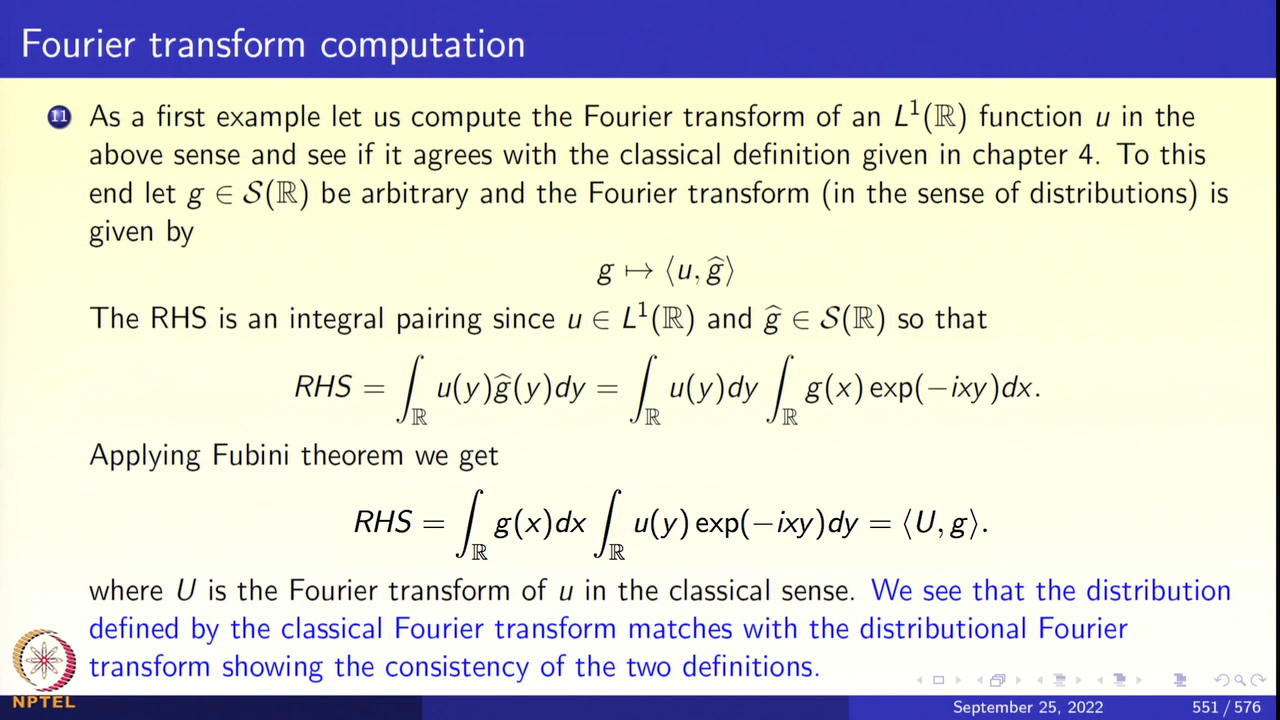 Fourier transform computation
11 As a first example let us compute the Fourier transform of an L¹(ℝ) function u in the
above sense and see if it agrees with the classical definition given in chapter 4. To this
end let g ∈ 𝒮(ℝ) be arbitrary and the Fourier transform (in the sense of distributions) is
given by
g ↦ ⟨u, ĝ⟩
The RHS is an integral pairing since u ∈ L¹(ℝ) and ĝ ∈ 𝒮(ℝ) so that
RHS = ∫_ℝ u(y)ĝ(y)dy = ∫_ℝ u(y)dy ∫_ℝ g(x) exp(−ixy)dx.
Applying Fubini theorem we get
RHS = ∫_ℝ g(x)dx ∫_ℝ u(y) exp(−ixy)dy = ⟨U, g⟩.
where U is the Fourier transform of u in the classical sense. We see that the distribution
defined by the classical Fourier transform matches with the distributional Fourier
transform showing the consistency of the two definitions.
NPTEL
September 25, 2022 551 / 576